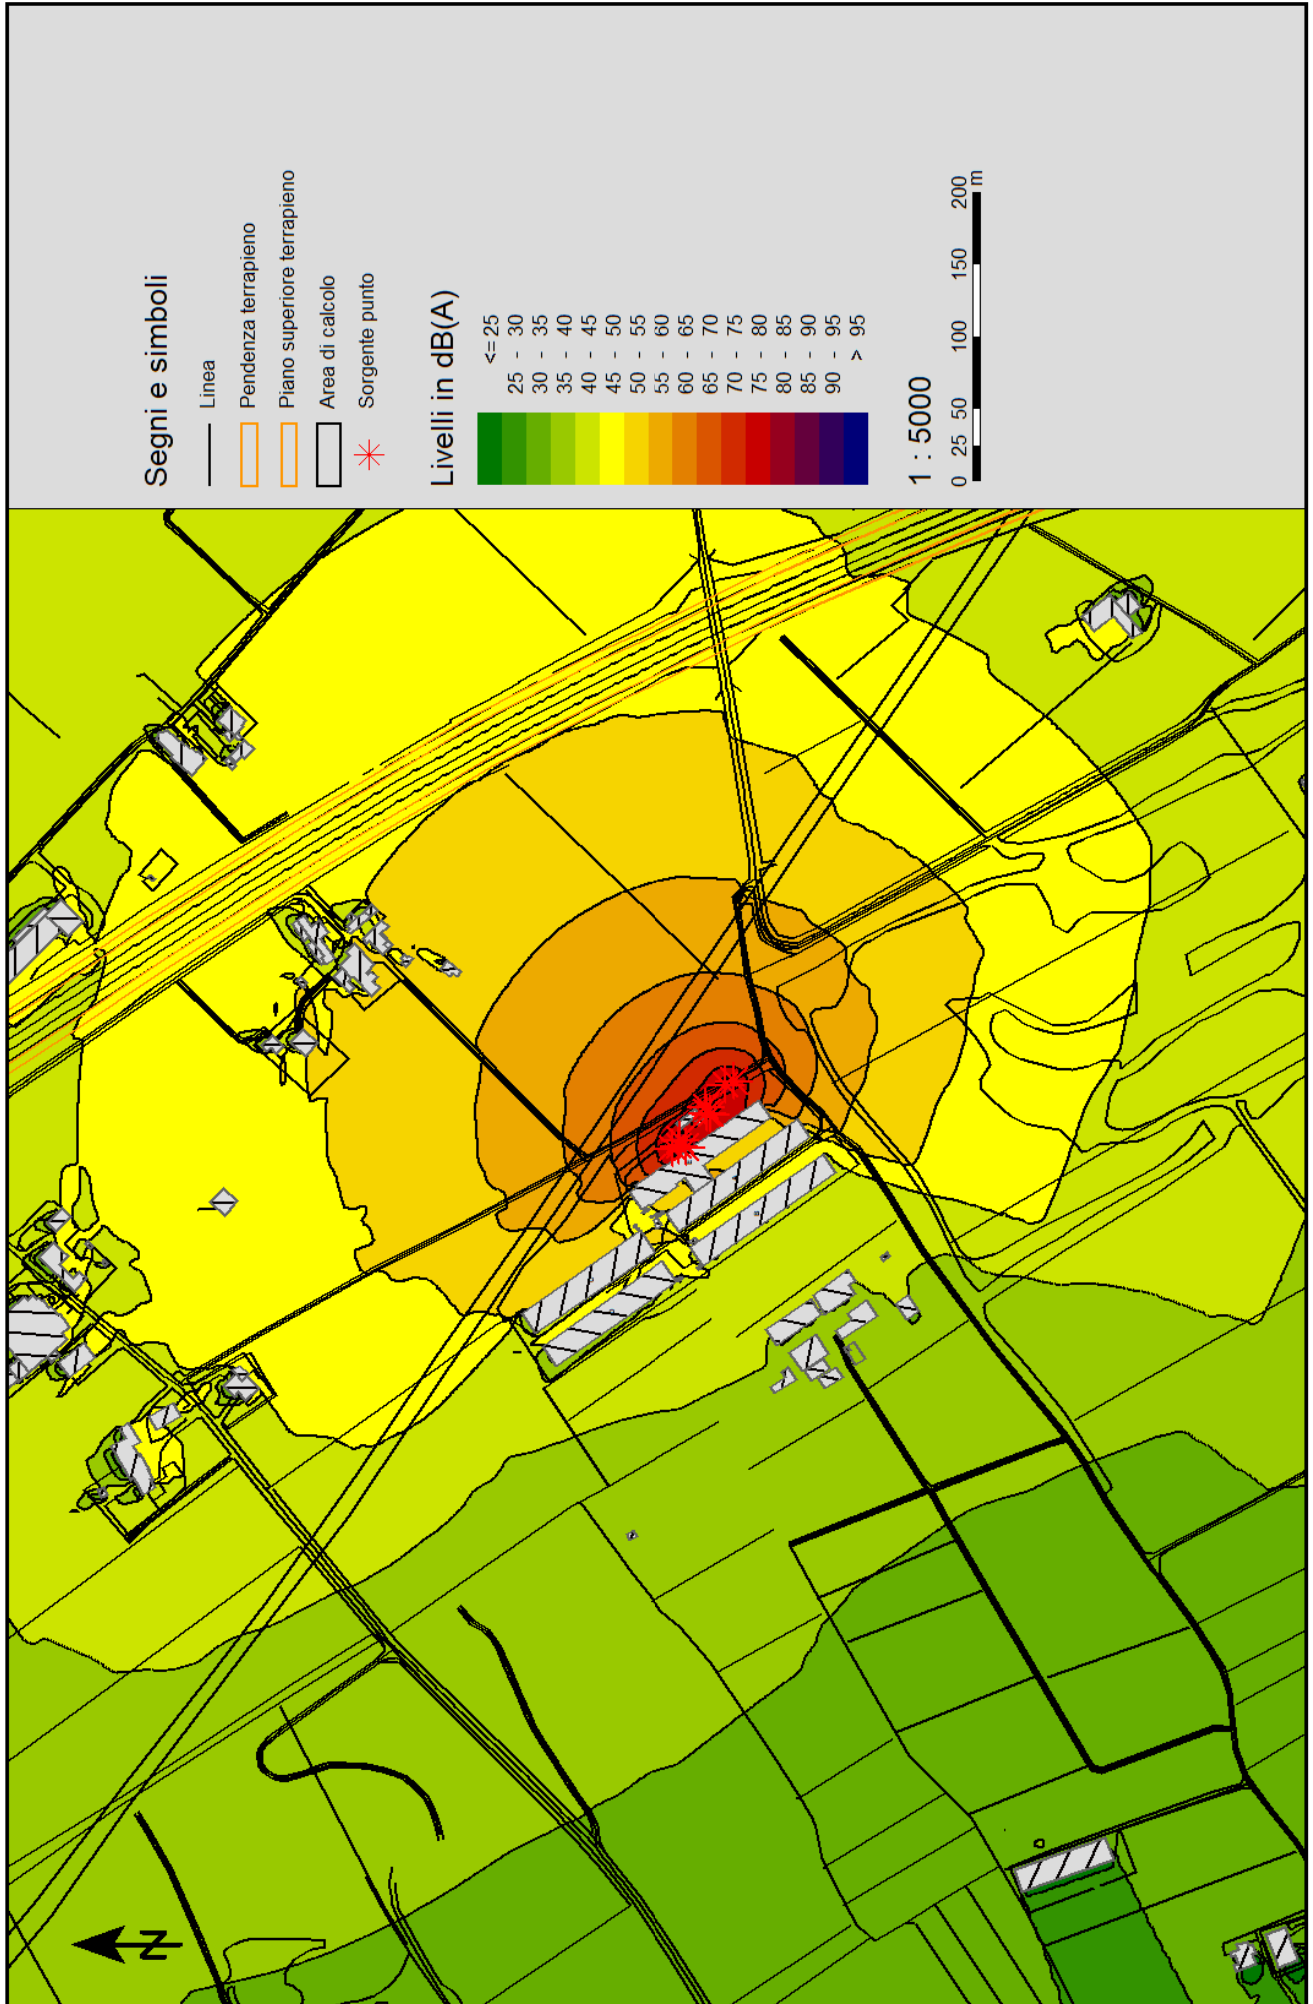 Segni e simboli
Linea
Pendenza terrapieno
Piano superiore terrapieno
Area di calcolo
Sorgente punto
Livelli in dB(A)
<= 25
25 - 30
30 - 35
35 - 40
40 - 45
45 - 50
50 - 55
55 - 60
60 - 65
65 - 70
70 - 75
75 - 80
80 - 85
85 - 90
90 - 95
> 95
1 : 5000
0 25 50 100 150 200
m
N